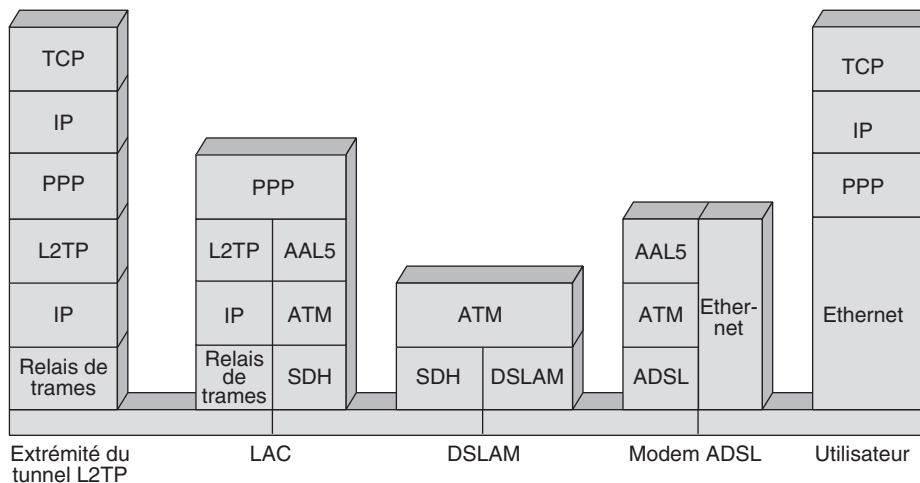 TCP
IP
PPP
L2TP
IP
Relais de
trames
PPP
L2TP
AAL5
IP
ATM
Relais
de
trames
SDH
ATM
SDH
DSLAM
AAL5
ATM
ADSL
Ether-
net
TCP
IP
PPP
Ethernet
Extrémité du
tunnel L2TP
LAC
DSLAM
Modem ADSL
Utilisateur